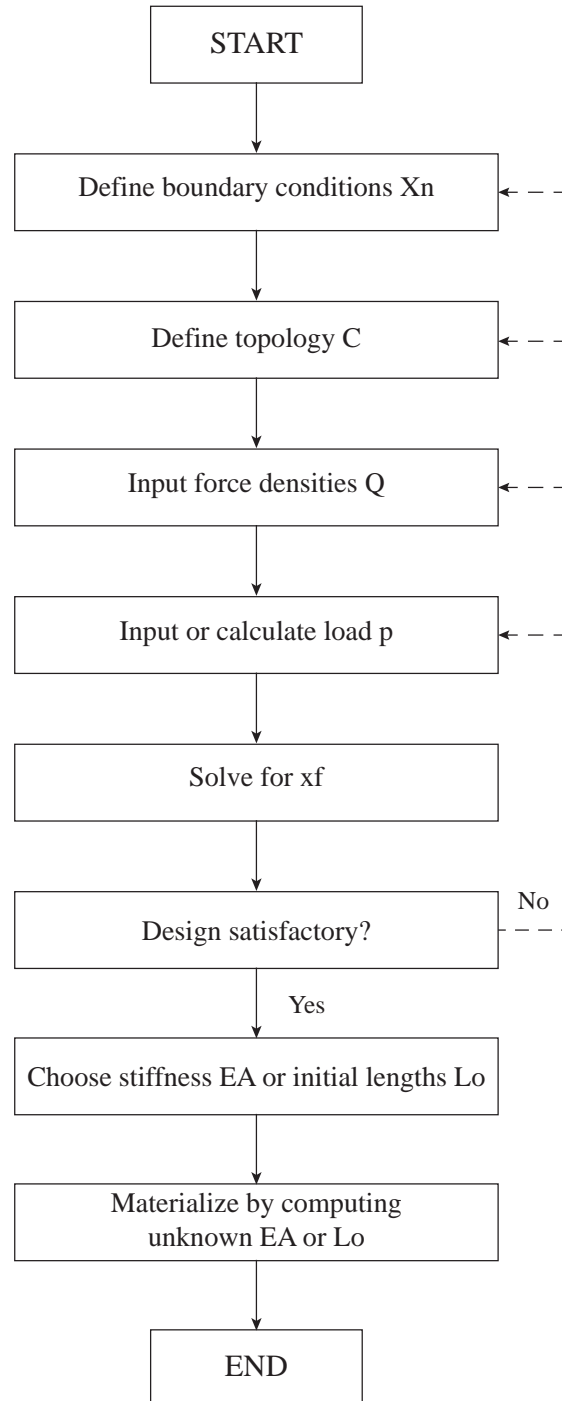 START
Define boundary conditions Xn
Define topology C
Input force densities Q
Input or calculate load p
Solve for xf
Design satisfactory?
No
Yes
Choose stiffness EA or initial lengths Lo
Materialize by computing
unknown EA or Lo
END